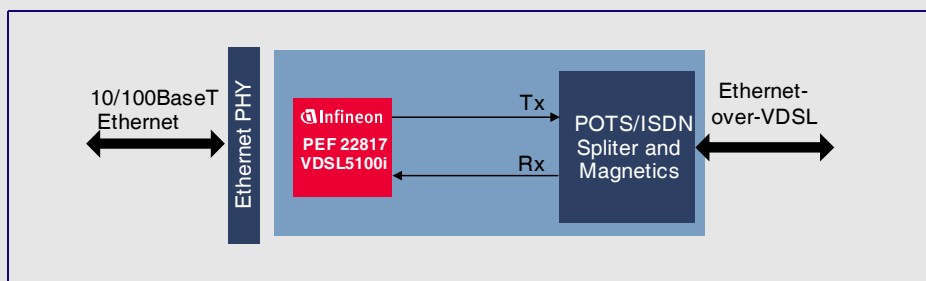 10/100BaseT
Ethernet
Ethernet PHY
Infineon
PEF 22817
VDSL5100i
Tx
Rx
POTS/ISDN
Spliter and
Magnetics
Ethernet-
over-VDSL